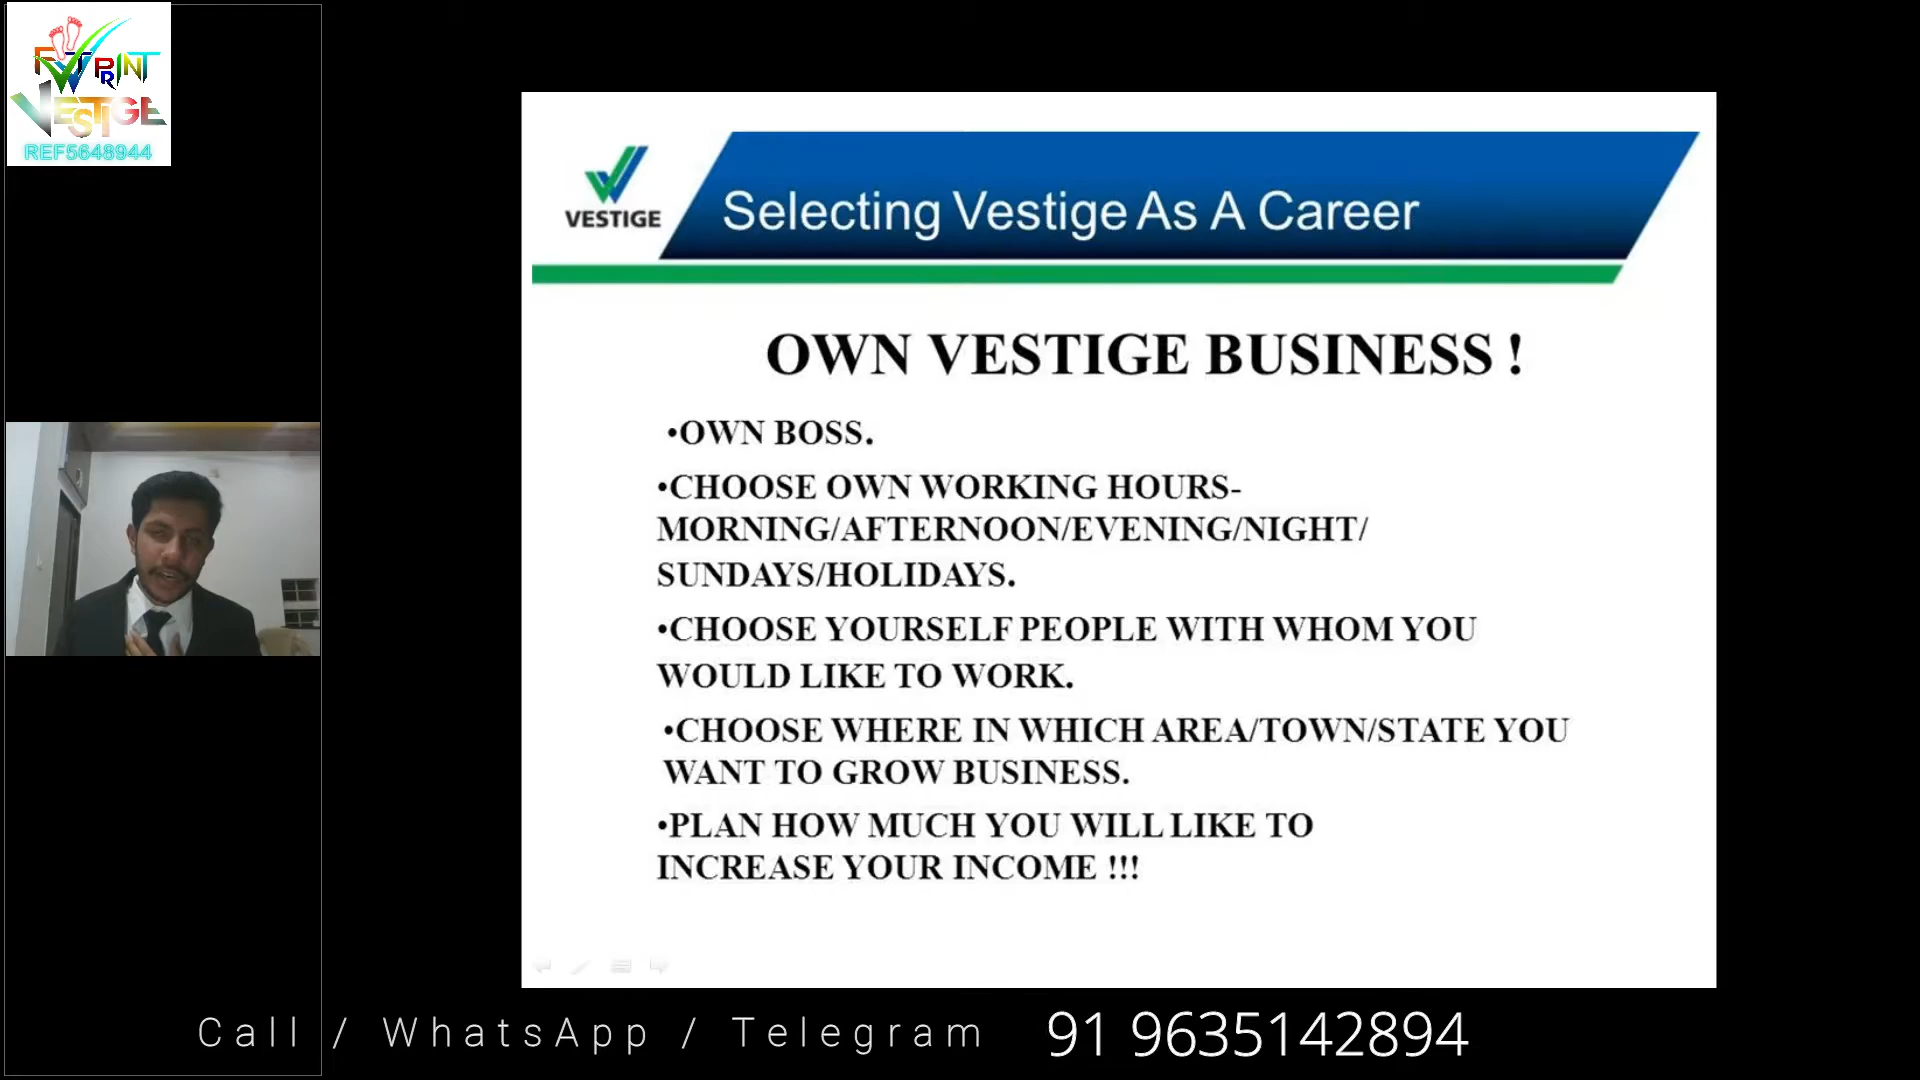 FOOTPRINT
VESTIGE
REF5648944
VESTIGE
Selecting Vestige As A Career
OWN VESTIGE BUSINESS !
•OWN BOSS.
•CHOOSE OWN WORKING HOURS-
MORNING/AFTERNOON/EVENING/NIGHT/
SUNDAYS/HOLIDAYS.
•CHOOSE YOURSELF PEOPLE WITH WHOM YOU
WOULD LIKE TO WORK.
•CHOOSE WHERE IN WHICH AREA/TOWN/STATE YOU
WANT TO GROW BUSINESS.
•PLAN HOW MUCH YOU WILL LIKE TO
INCREASE YOUR INCOME !!!
Call / WhatsApp / Telegram 91 9635142894